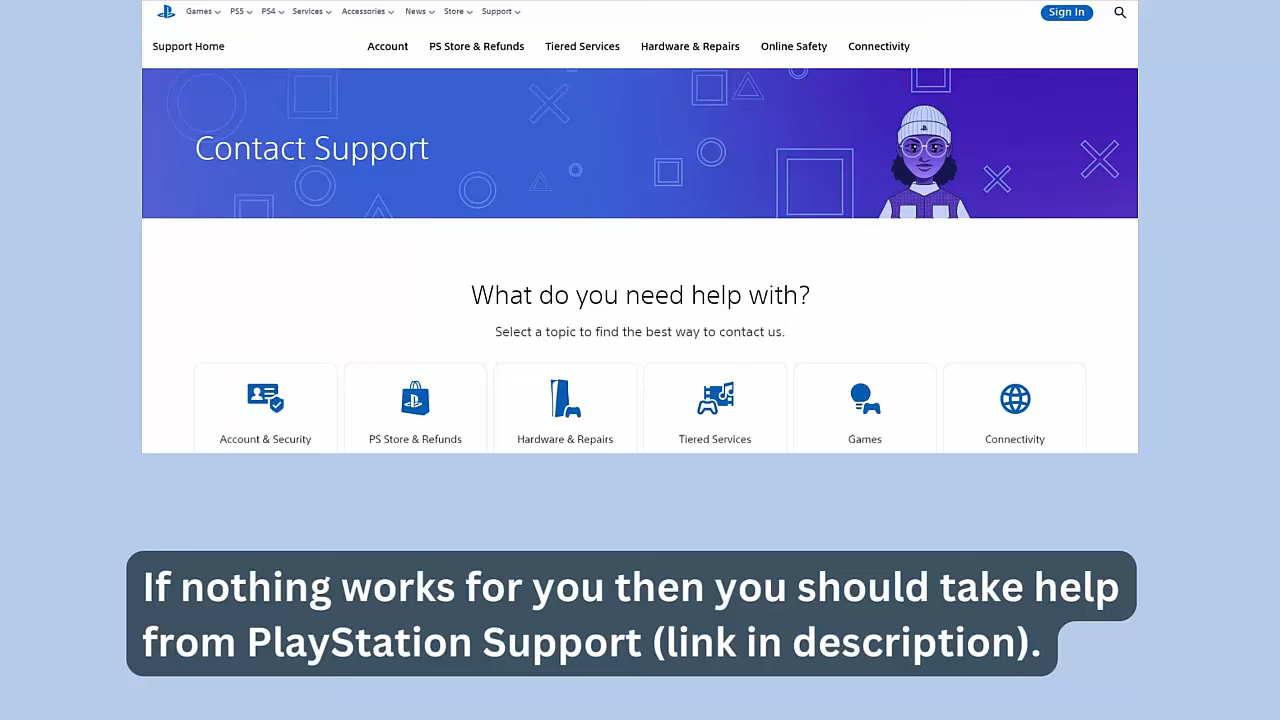 Games PS5 PS4 Services Accessories News Store Support Sign In
Support Home Account PS Store & Refunds Tiered Services Hardware & Repairs Online Safety Connectivity
Contact Support
What do you need help with?
Select a topic to find the best way to contact us.
Account & Security PS Store & Refunds Hardware & Repairs Tiered Services Games Connectivity
If nothing works for you then you should take help
from PlayStation Support (link in description).